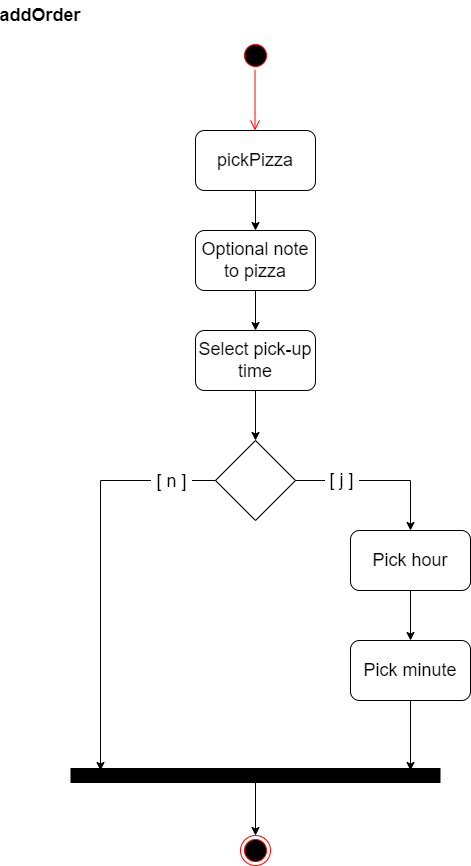 addOrder
pickPizza
Optional note
to pizza
Select pick-up
time
[ n ]
[ j ]
Pick hour
Pick minute